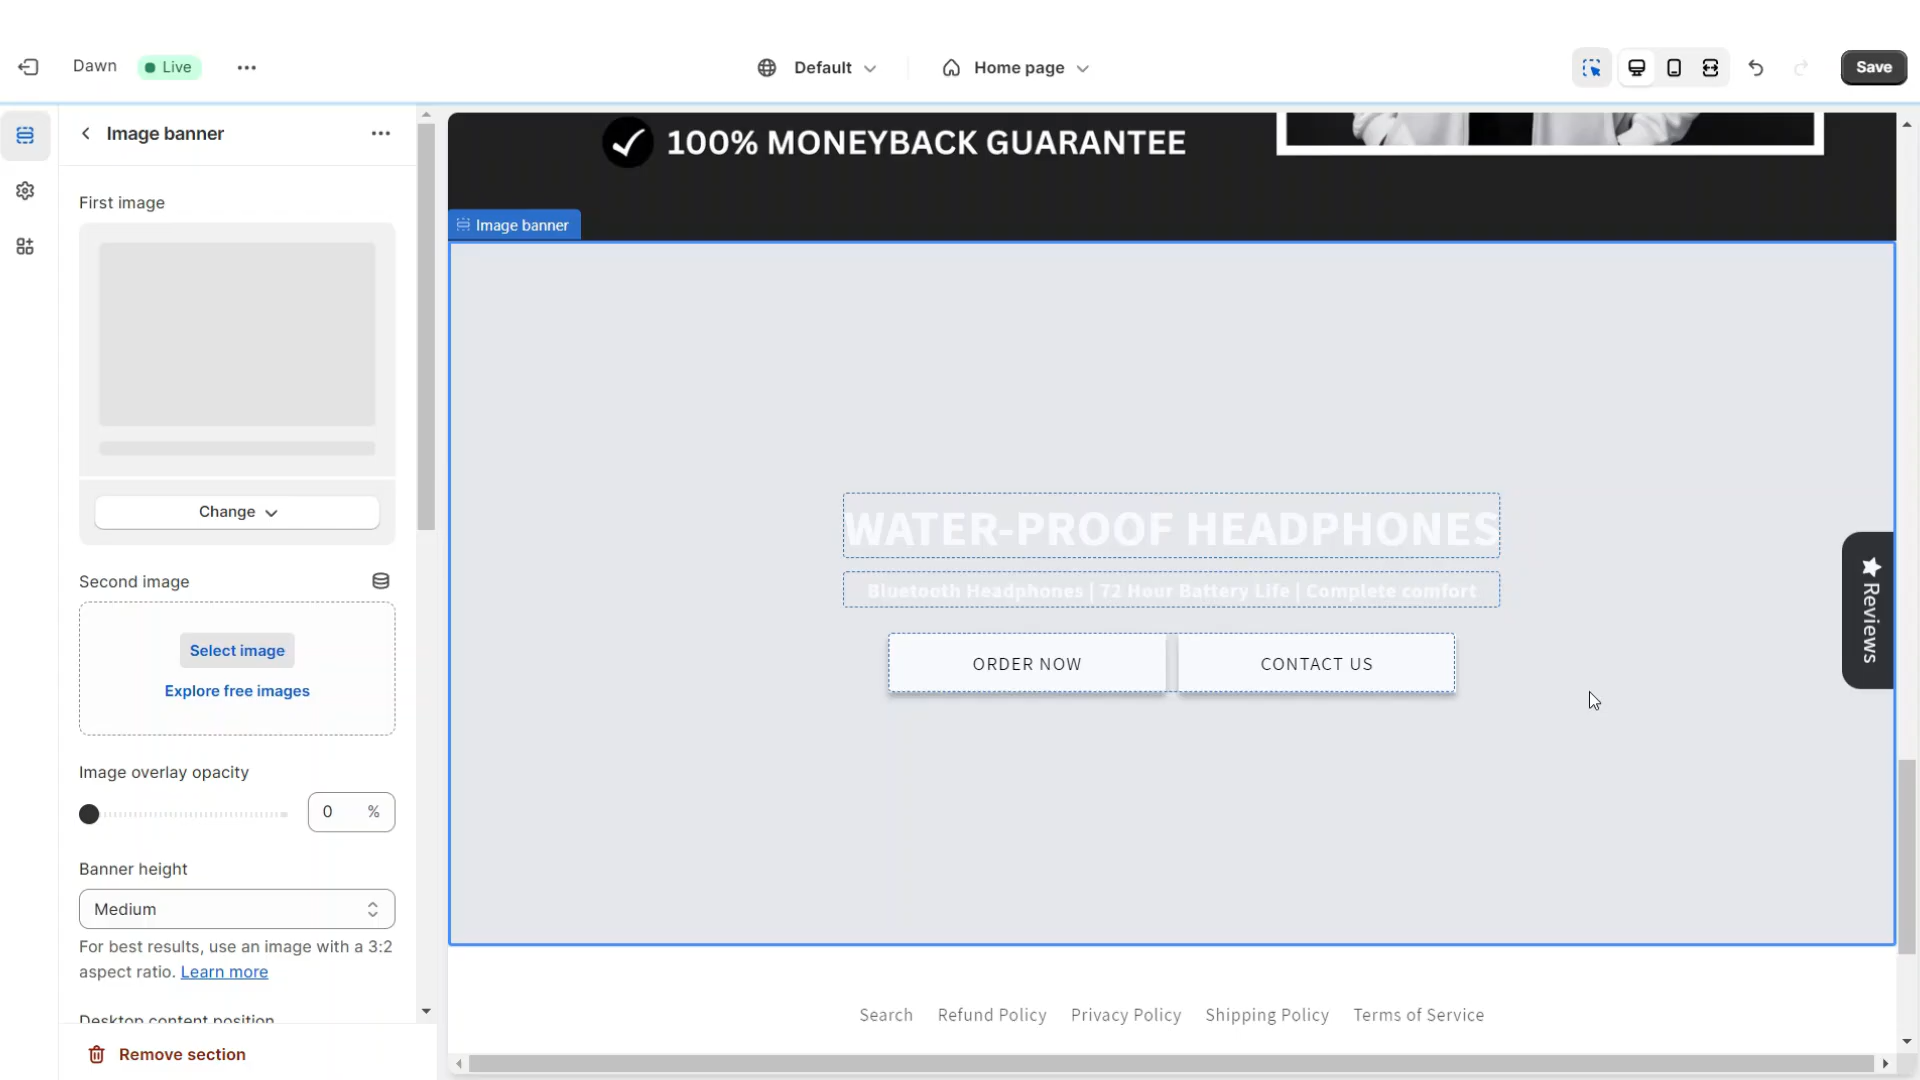 Dawn
Live
Default
Home page
Save
Image banner
First image
Change
Second image
Select image
Explore free images
Image overlay opacity
0 %
Banner height
Medium
For best results, use an image with a 3:2
aspect ratio. Learn more
Desktop content position
Remove section
100% MONEYBACK GUARANTEE
Image banner
WATER-PROOF HEADPHONES
Bluetooth Headphones | 72 Hour Battery Life | Complete comfort
ORDER NOW
CONTACT US
★ Reviews
Search
Refund Policy
Privacy Policy
Shipping Policy
Terms of Service